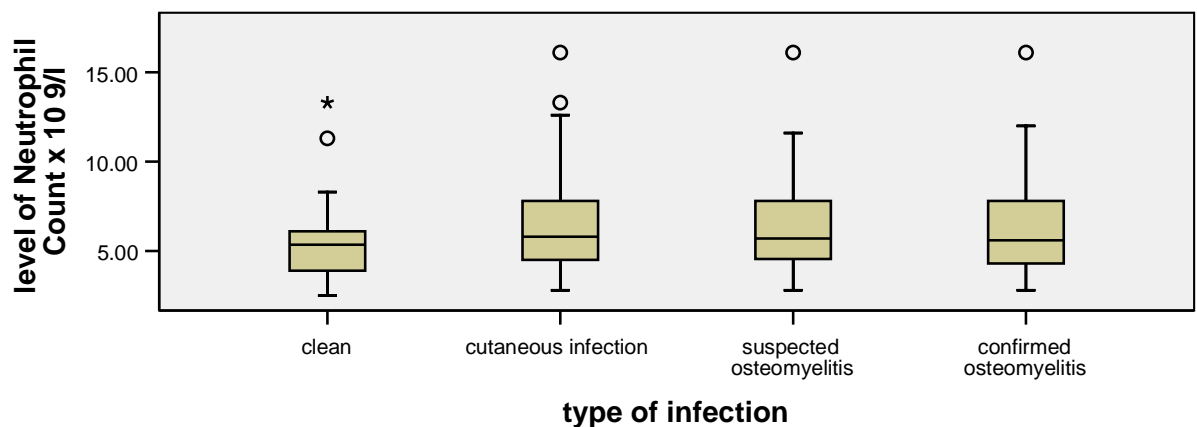 level of Neutrophil
Count x 10 9/l
15.00
10.00
5.00
clean
cutaneous infection
suspected
osteomyelitis
confirmed
osteomyelitis
type of infection